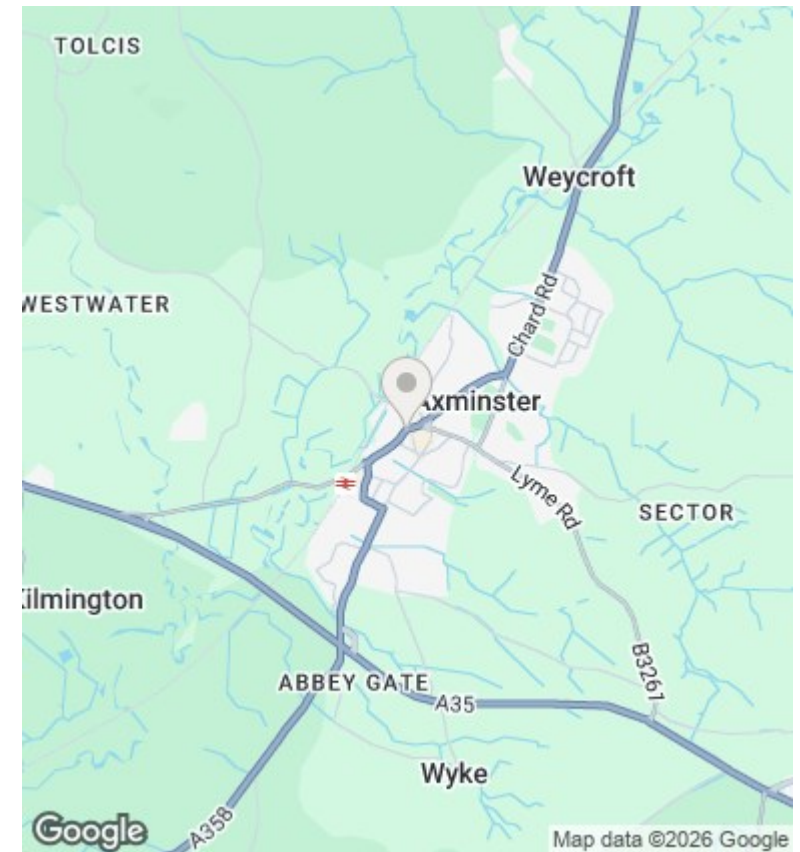 TOLCIS
Weycroft
WESTWATER
Chard Rd
Axminster
Lyme Rd
SECTOR
Kilmington
B3261
ABBEY GATE
A35
Wyke
A358
Google
Map data ©2026 Google